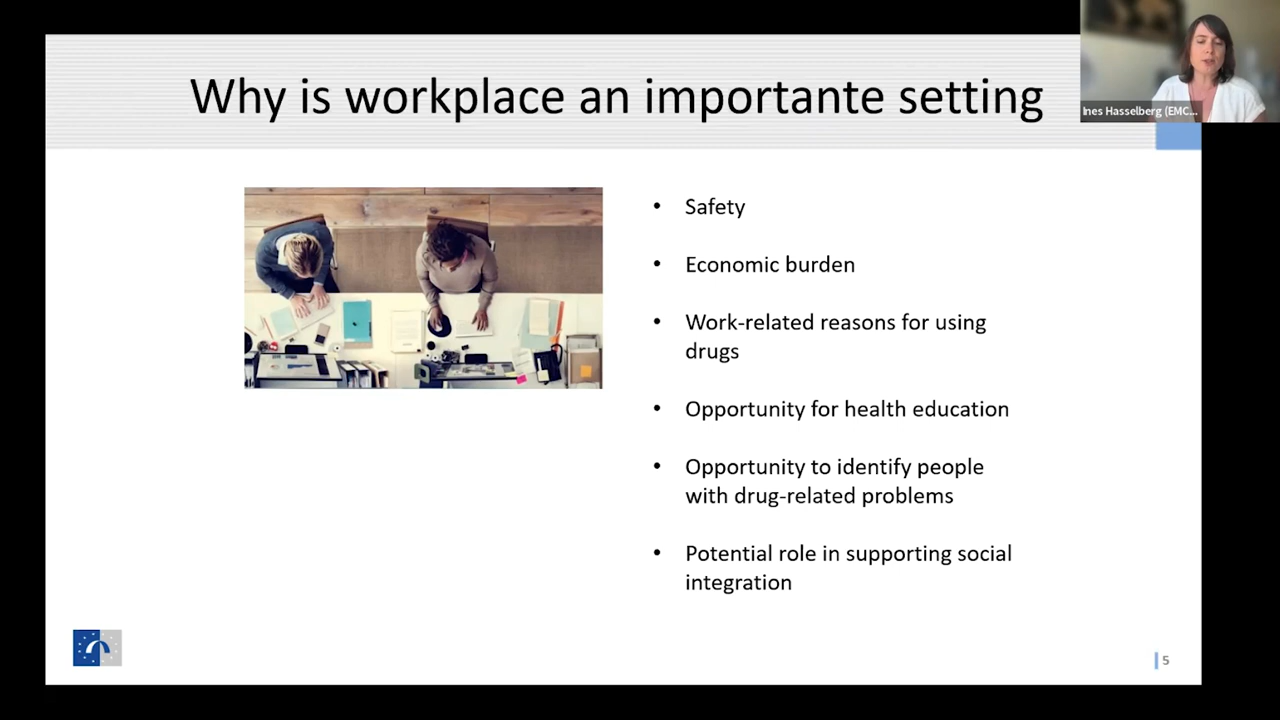 Why is workplace an importante setting
Ines Hasselberg (EMC...
• Safety
• Economic burden
• Work-related reasons for using
drugs
• Opportunity for health education
• Opportunity to identify people
with drug-related problems
• Potential role in supporting social
integration
5